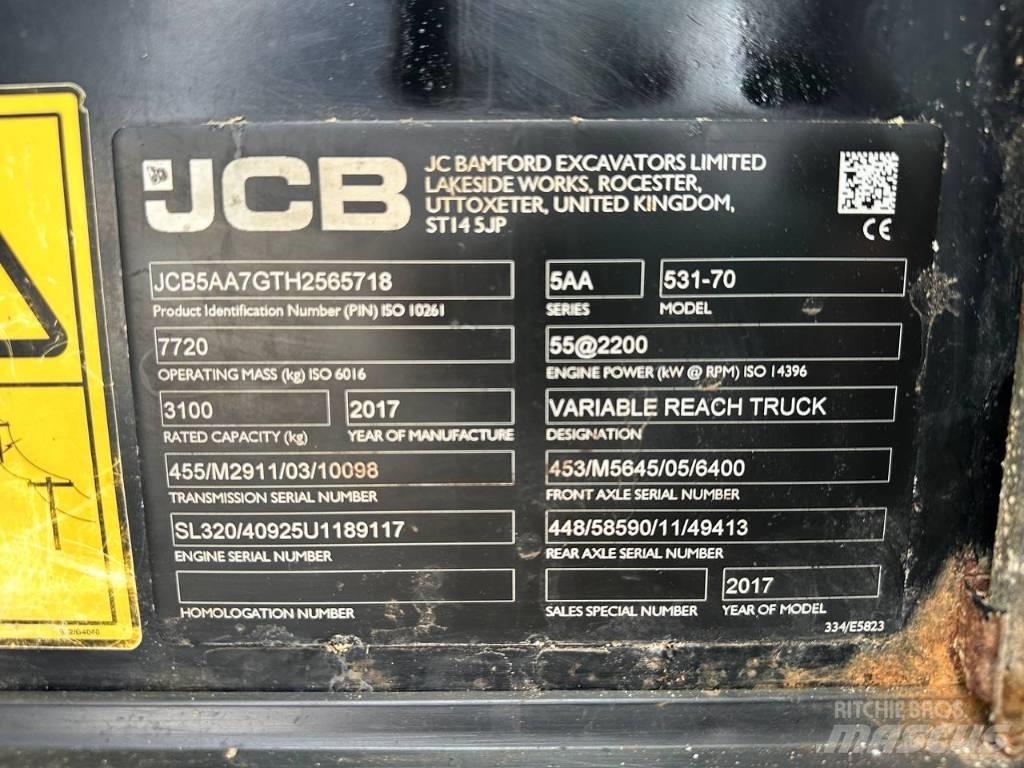 JCB
JC BAMFORD EXCAVATORS LIMITED
LAKESIDE WORKS, ROCESTER,
UTTOXETER, UNITED KINGDOM,
ST14 5JP
CE
JCB5AA7GTH2565718
Product Identification Number (PIN) ISO 10261
5AA
SERIES
531-70
MODEL
7720
OPERATING MASS (kg) ISO 6016
55@2200
ENGINE POWER (kW @ RPM) ISO 14396
3100
RATED CAPACITY (kg)
2017
YEAR OF MANUFACTURE
VARIABLE REACH TRUCK
DESIGNATION
455/M2911/03/10098
TRANSMISSION SERIAL NUMBER
453/M5645/05/6400
FRONT AXLE SERIAL NUMBER
SL320/40925U1189117
ENGINE SERIAL NUMBER
448/58590/11/49413
REAR AXLE SERIAL NUMBER
HOMOLOGATION NUMBER
SALES SPECIAL NUMBER
2017
YEAR OF MODEL
334/E5823
RITCHIE BROS.
MASCUS